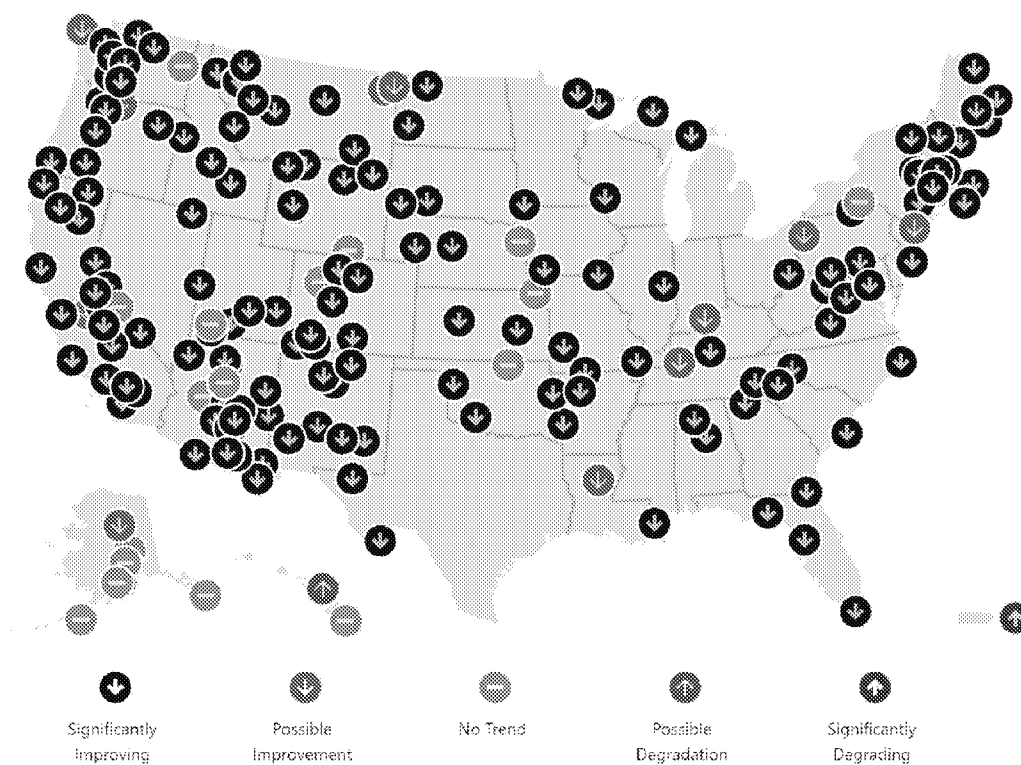 Significantly
Improving
Possible
Improvement
No Trend
Possible
Degradation
Significantly
Degrading